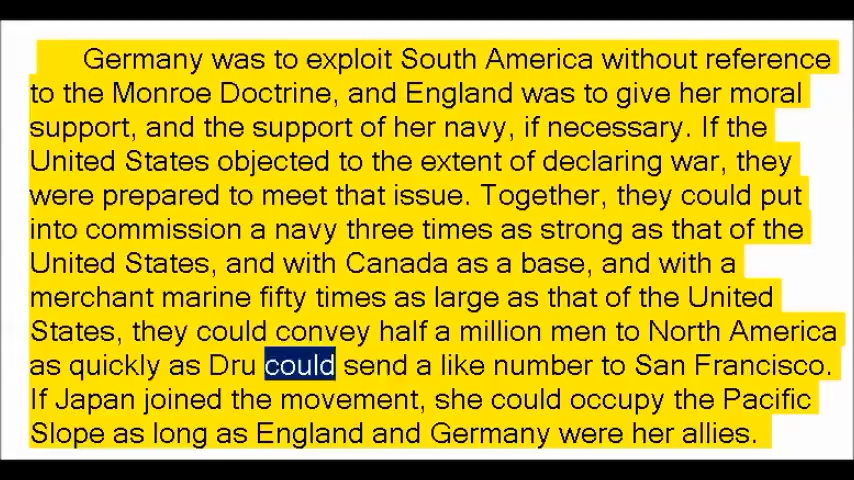 Germany was to exploit South America without reference
to the Monroe Doctrine, and England was to give her moral
support, and the support of her navy, if necessary. If the
United States objected to the extent of declaring war, they
were prepared to meet that issue. Together, they could put
into commission a navy three times as strong as that of the
United States, and with Canada as a base, and with a
merchant marine fifty times as large as that of the United
States, they could convey half a million men to North America
as quickly as Dru could send a like number to San Francisco.
If Japan joined the movement, she could occupy the Pacific
Slope as long as England and Germany were her allies.